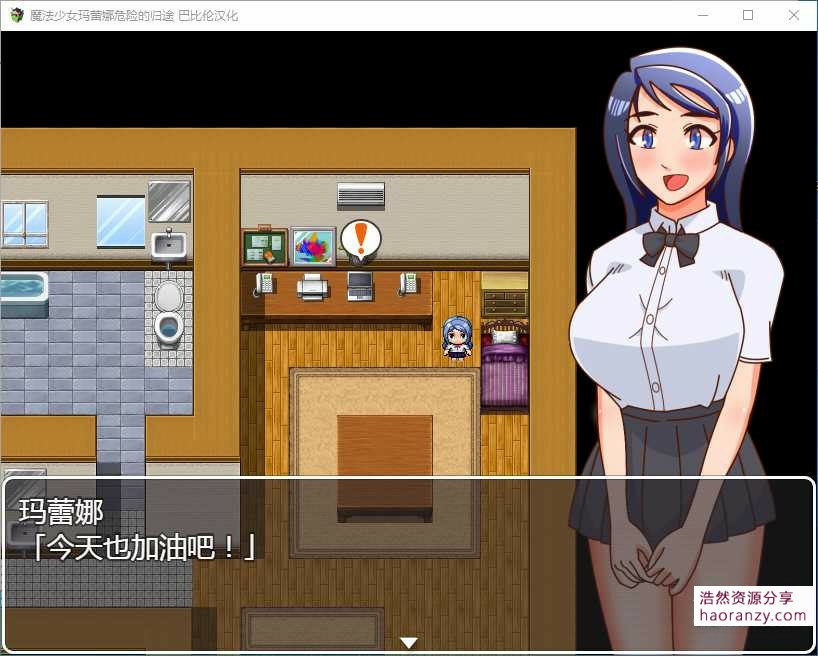 魔法少女玛蕾娜危险的归途 巴比伦汉化
玛蕾娜
「今天也加油吧！」
浩然资源分享
haoranzy.com